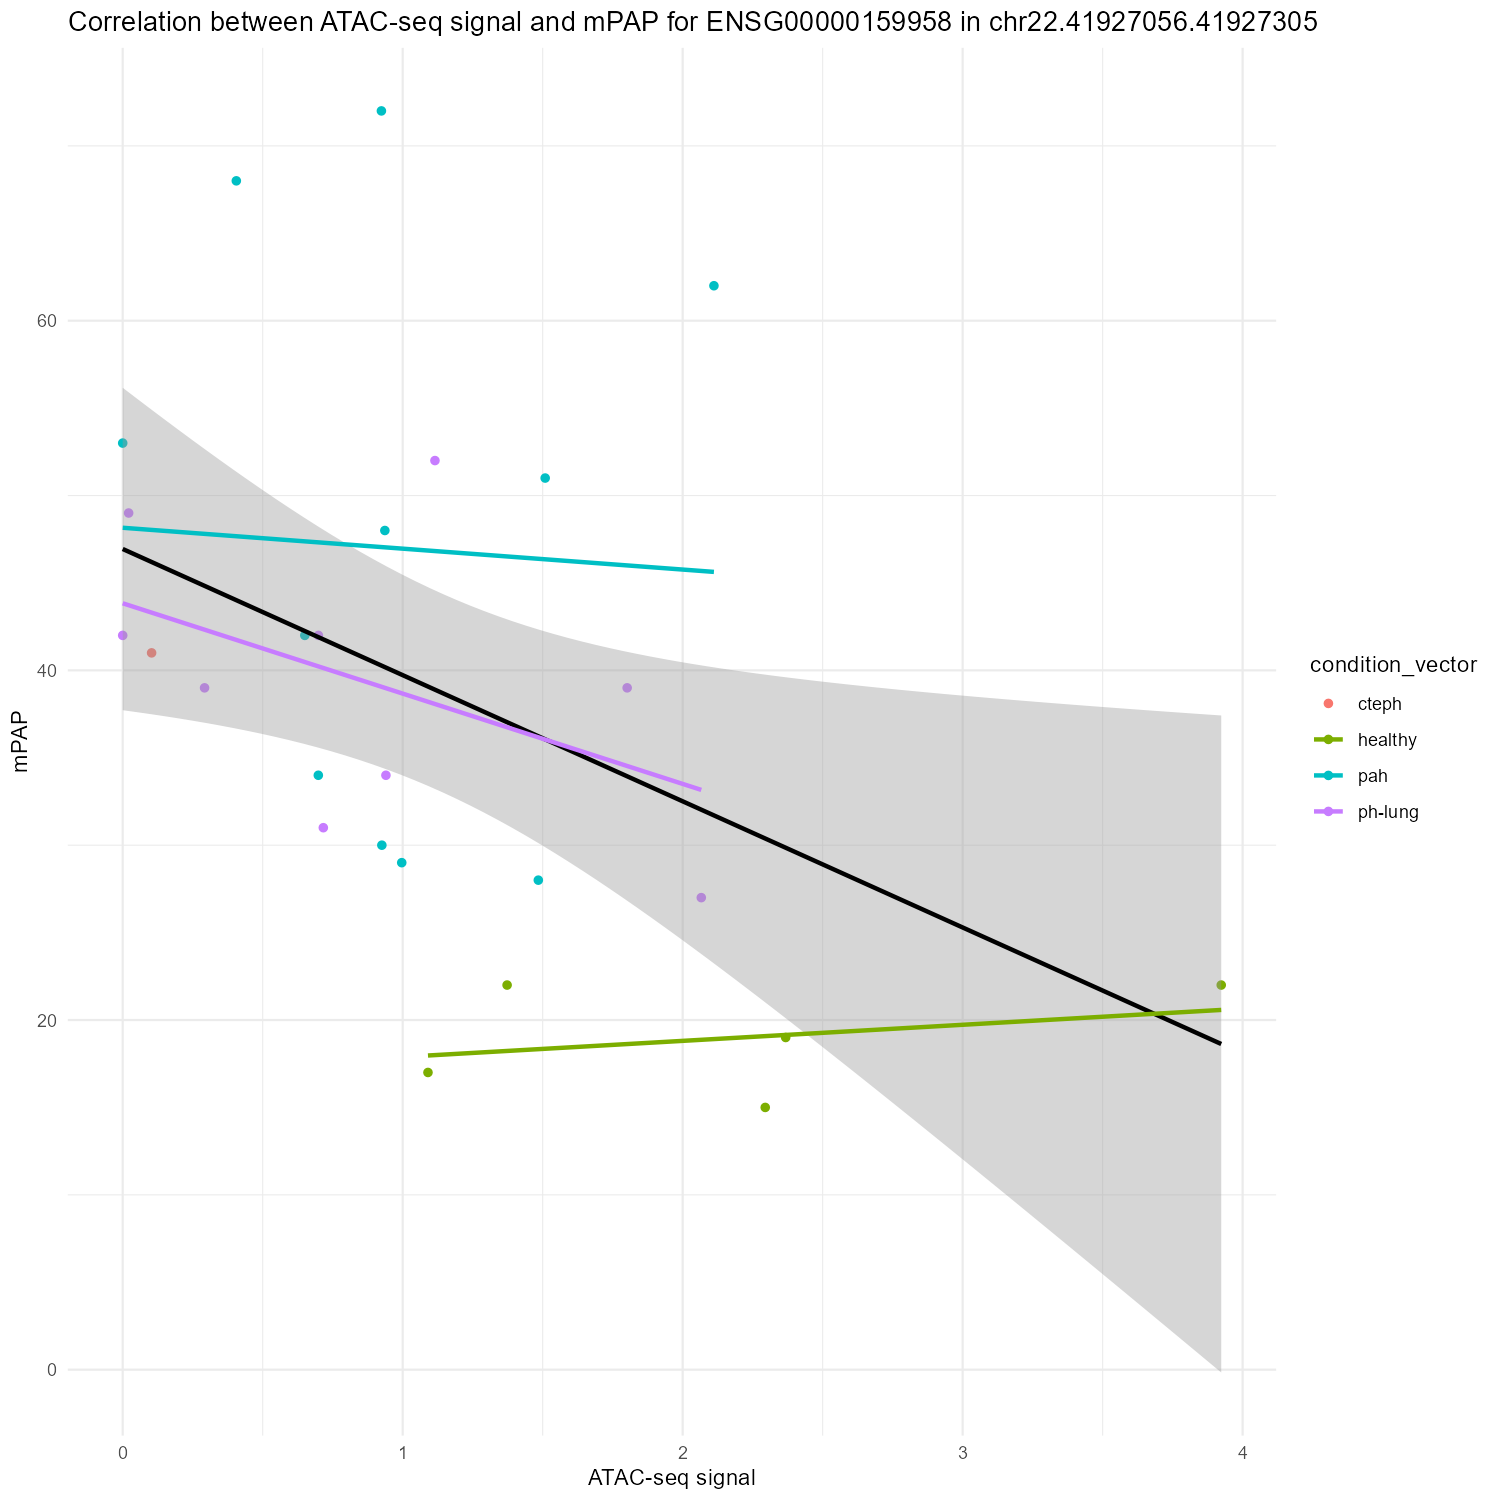 Correlation between ATAC-seq signal and mPAP for ENSG00000159958 in chr22.41927056.41927305
60
40
20
0
mPAP
0 1 2 3 4
ATAC-seq signal
condition_vector
cteph
healthy
pah
ph-lung